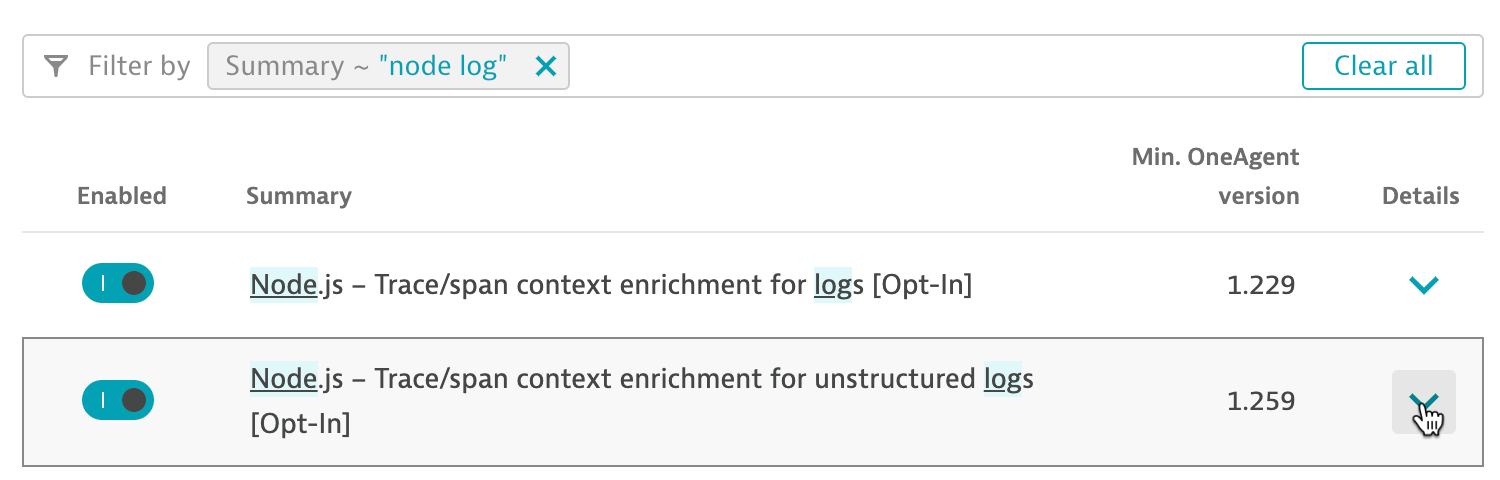 Filter by Summary ~ "node log" Clear all
Min. OneAgent
Enabled Summary version Details
Node.js – Trace/span context enrichment for logs [Opt-In] 1.229
Node.js – Trace/span context enrichment for unstructured logs
[Opt-In] 1.259